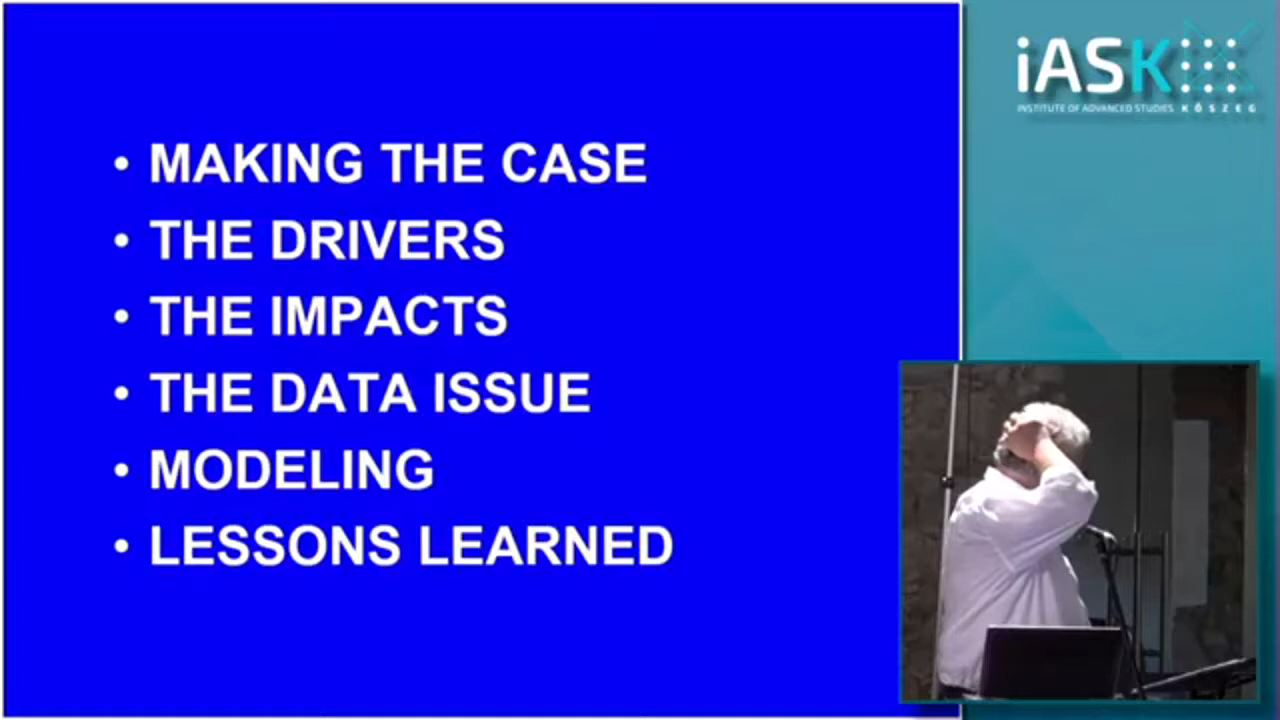 • MAKING THE CASE
• THE DRIVERS
• THE IMPACTS
• THE DATA ISSUE
• MODELING
• LESSONS LEARNED
iASK
INSTITUTE OF ADVANCED STUDIES KŐSZEG